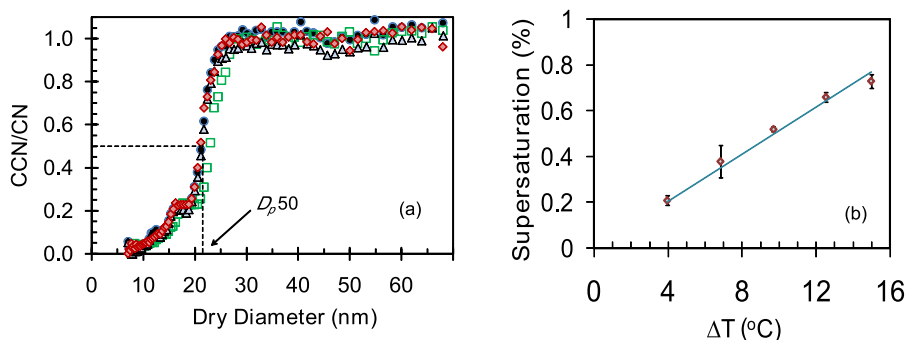 CCN/CN
1.0
0.8
0.6
0.4
0.2
0.0
0 10 20 30 40 50 60
Dry Diameter (nm)
Dp50
(a)
Supersaturation (%)
1
0.8
0.6
0.4
0.2
0
0 4 8 12 16
ΔT (ºC)
(b)